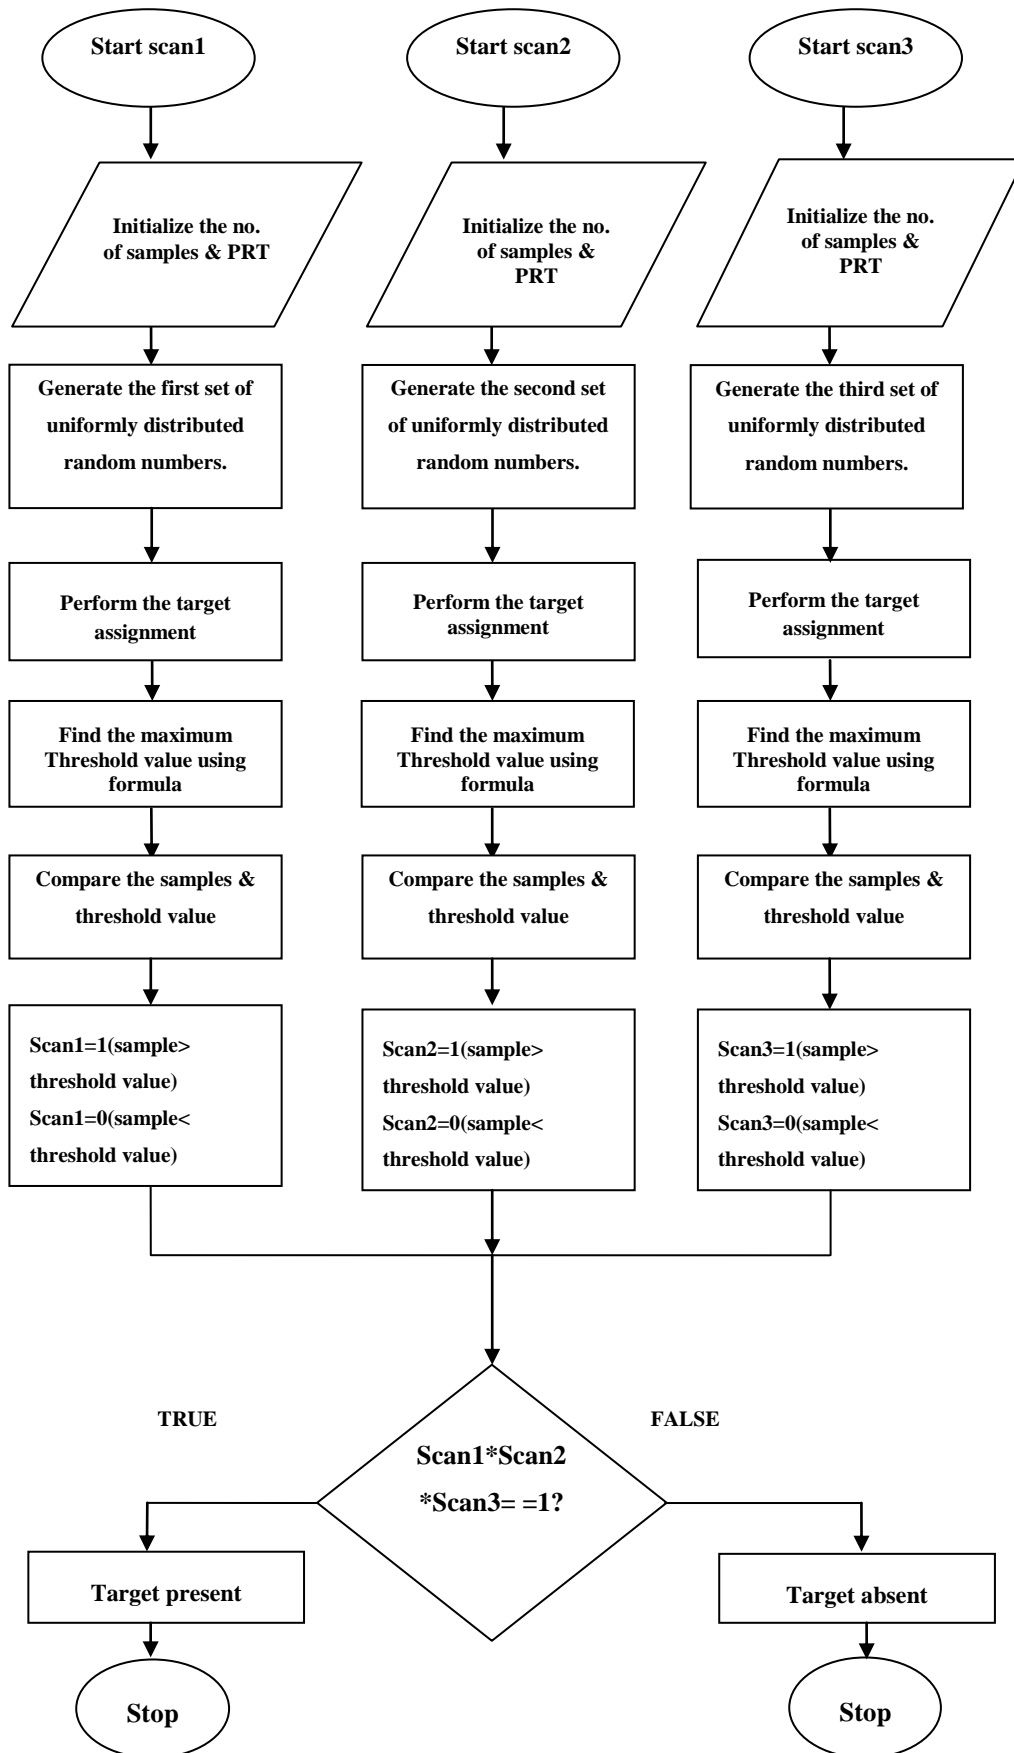 Start scan1
Start scan2
Start scan3
Initialize the no.
of samples & PRT
Initialize the no.
of samples &
PRT
Initialize the no.
of samples &
PRT
Generate the first set of
uniformly distributed
random numbers.
Generate the second set
of uniformly distributed
random numbers.
Generate the third set of
uniformly distributed
random numbers.
Perform the target
assignment
Perform the target
assignment
Perform the target
assignment
Find the maximum
Threshold value using
formula
Find the maximum
Threshold value using
formula
Find the maximum
Threshold value using
formula
Compare the samples &
threshold value
Compare the samples &
threshold value
Compare the samples &
threshold value
Scan1=1(sample>
threshold value)
Scan1=0(sample<
threshold value)
Scan2=1(sample>
threshold value)
Scan2=0(sample<
threshold value)
Scan3=1(sample>
threshold value)
Scan3=0(sample<
threshold value)
TRUE
FALSE
Scan1*Scan2
*Scan3= =1?
Target present
Target absent
Stop
Stop